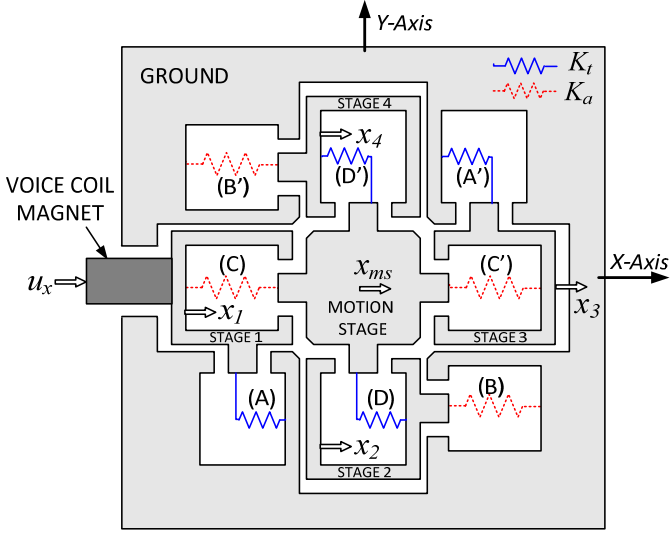 Y-Axis
GROUND
K_t
K_a
STAGE 4
x_4
(B')
(D')
(A')
VOICE COIL
MAGNET
X-Axis
(C)
x_ms
(C')
u_x
x_1
MOTION
STAGE
x_3
STAGE 1
STAGE 3
(A)
(D)
(B)
x_2
STAGE 2